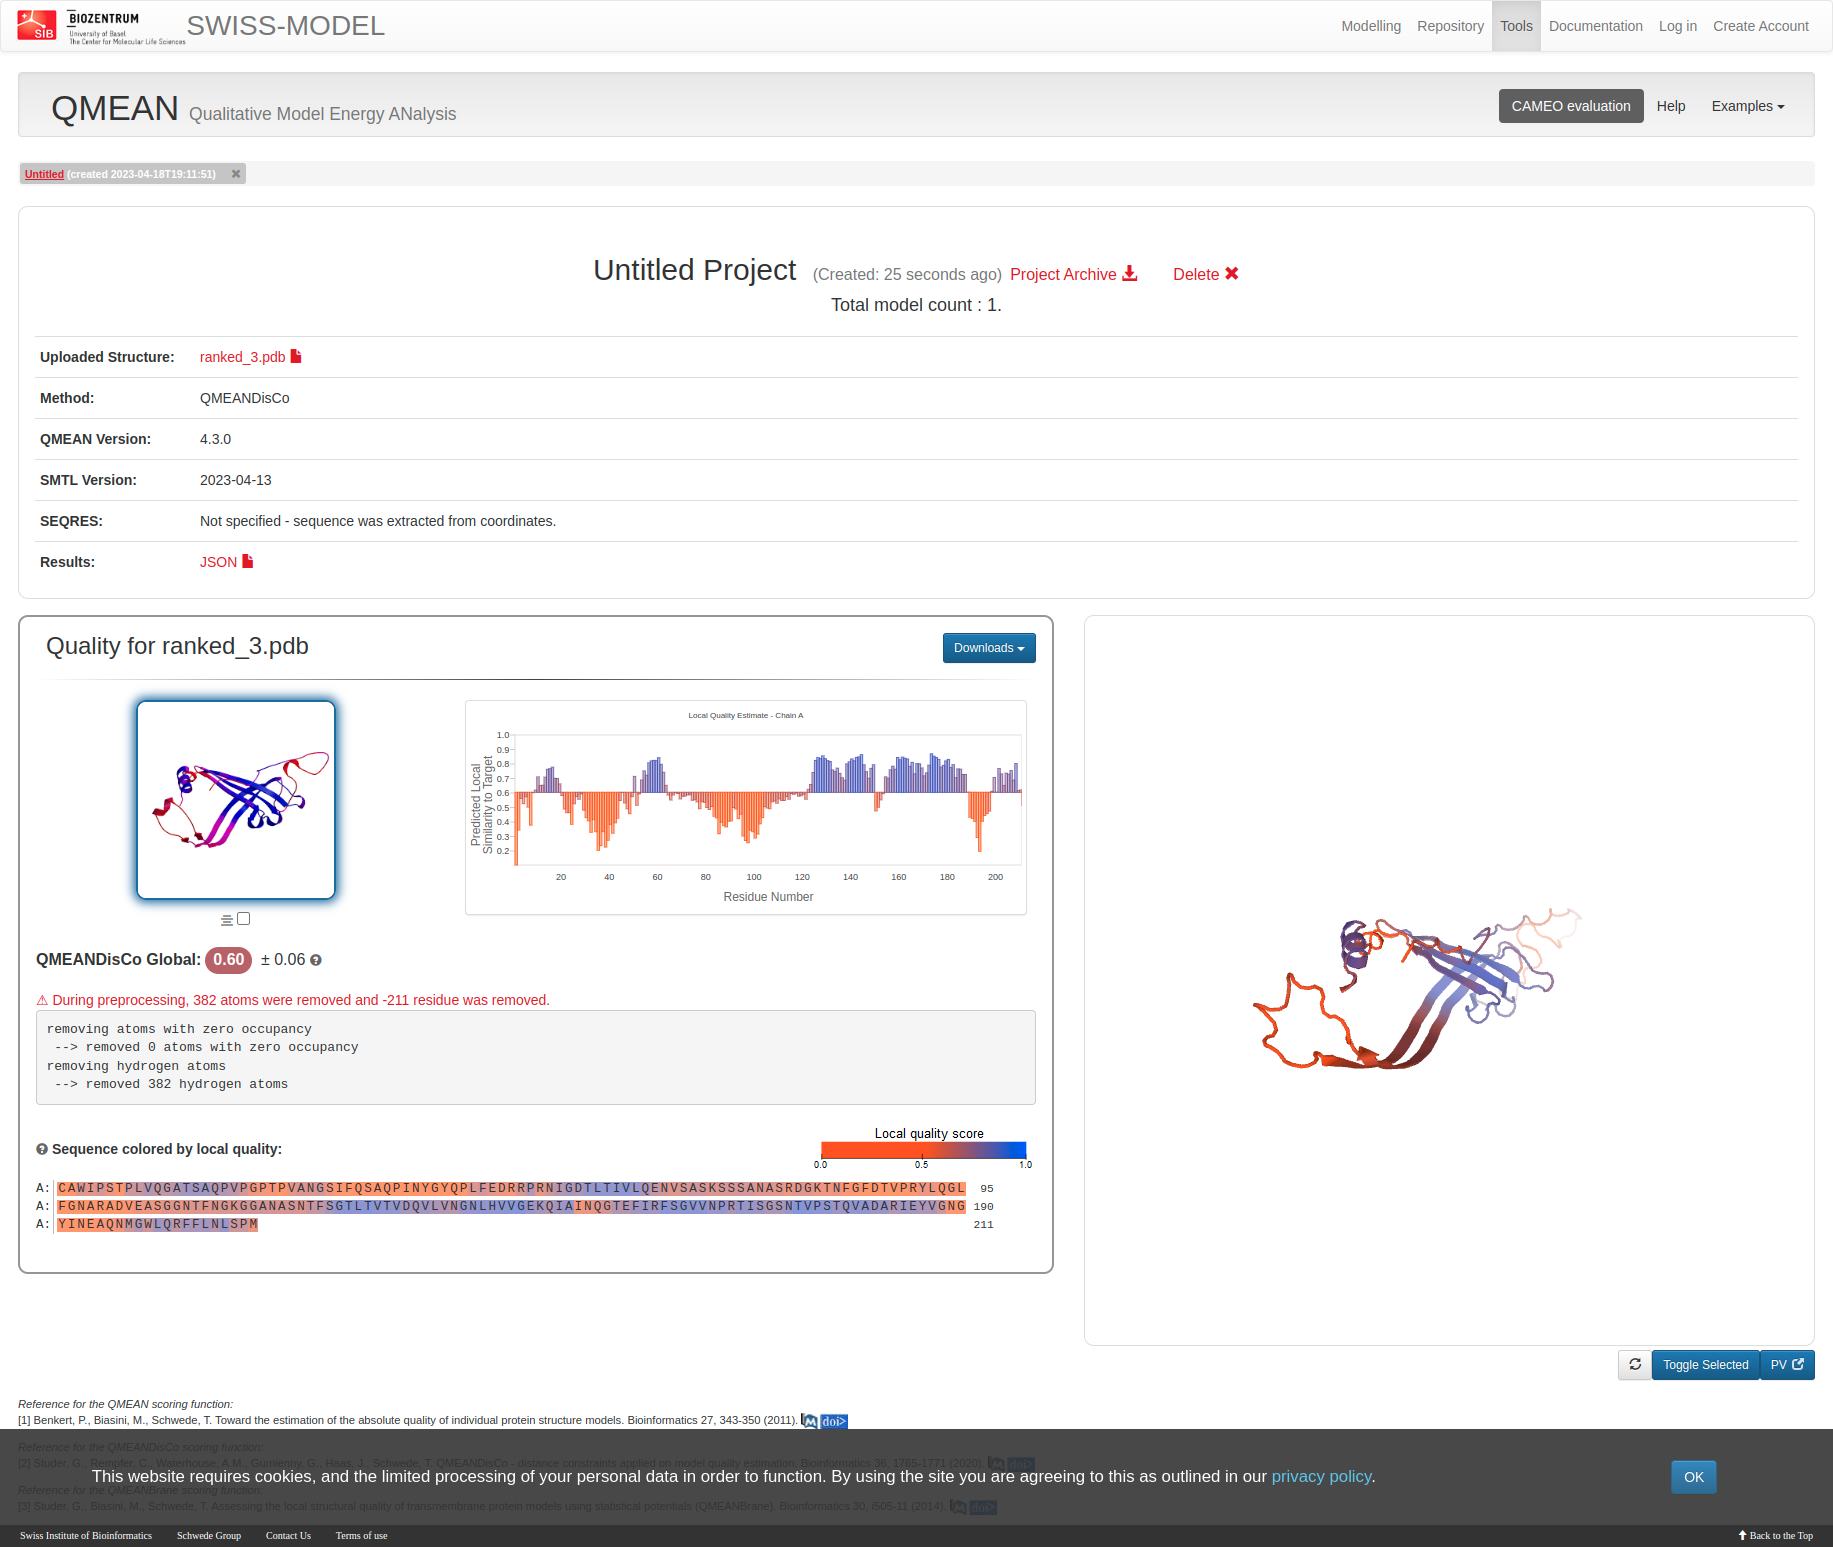 SIB
BIOZENTRUM
University of Basel
The Center for Molecular Life Sciences
SWISS-MODEL
Modelling Repository Tools Documentation Log in Create Account
QMEAN Qualitative Model Energy ANalysis
CAMEO evaluation Help Examples
Untitled (created 2023-04-18T19:11:51)
Untitled Project (Created: 25 seconds ago) Project Archive Delete
Total model count : 1.
Uploaded Structure: ranked_3.pdb
Method: QMEANDisCo
QMEAN Version: 4.3.0
SMTL Version: 2023-04-13
SEQRES: Not specified - sequence was extracted from coordinates.
Results: JSON
Quality for ranked_3.pdb
Downloads
Local Quality Estimate - Chain A
Predicted Local
Similarity to Target
1.0
0.9
0.8
0.7
0.6
0.5
0.4
0.3
0.2
20 40 60 80 100 120 140 160 180 200
Residue Number
QMEANDisCo Global: 0.60 ± 0.06
⚠ During preprocessing, 382 atoms were removed and -211 residue was removed.
removing atoms with zero occupancy
--> removed 0 atoms with zero occupancy
removing hydrogen atoms
--> removed 382 hydrogen atoms
Sequence colored by local quality:
Local quality score
0.0 0.5 1.0
A: CAWIPSTPLVQGATSAQPVPGPTPVANGSIFQSAQPINYGYQPLFEDRRPRNIGDTLTIVLQENVSASKSSSANASRDGKTNFGFDTVPRYLQGL 95
A: FGNARADVEASGGNTFNGKGGANASNTFSGTLTVTVDQVLVNGNLHVVGEKQIAINQGTEFIRFSGVVNPRTISGSNTVPSTQVADARIEYVGNG 190
A: YINEAQNMGWLQRFFLNLSPM 211
Toggle Selected PV
Reference for the QMEAN scoring function:
[1] Benkert, P., Biasini, M., Schwede, T. Toward the estimation of the absolute quality of individual protein structure models. Bioinformatics 27, 343-350 (2011). doi>
Reference for the QMEANDisCo scoring function:
[2] Studer, G., Rempfer, C., Waterhouse, A.M., Gumienny, G., Haas, J., Schwede, T. QMEANDisCo - distance constraints applied on model quality estimation. Bioinformatics 36, 1765-1771 (2020). doi>
This website requires cookies, and the limited processing of your personal data in order to function. By using the site you are agreeing to this as outlined in our privacy policy. OK
Reference for the QMEANBrane scoring function:
[3] Studer, G., Biasini, M., Schwede, T. Assessing the local structural quality of transmembrane protein models using statistical potentials (QMEANBrane). Bioinformatics 30, i505-11 (2014). doi>
Swiss Institute of Bioinformatics Schwede Group Contact Us Terms of use Back to the Top